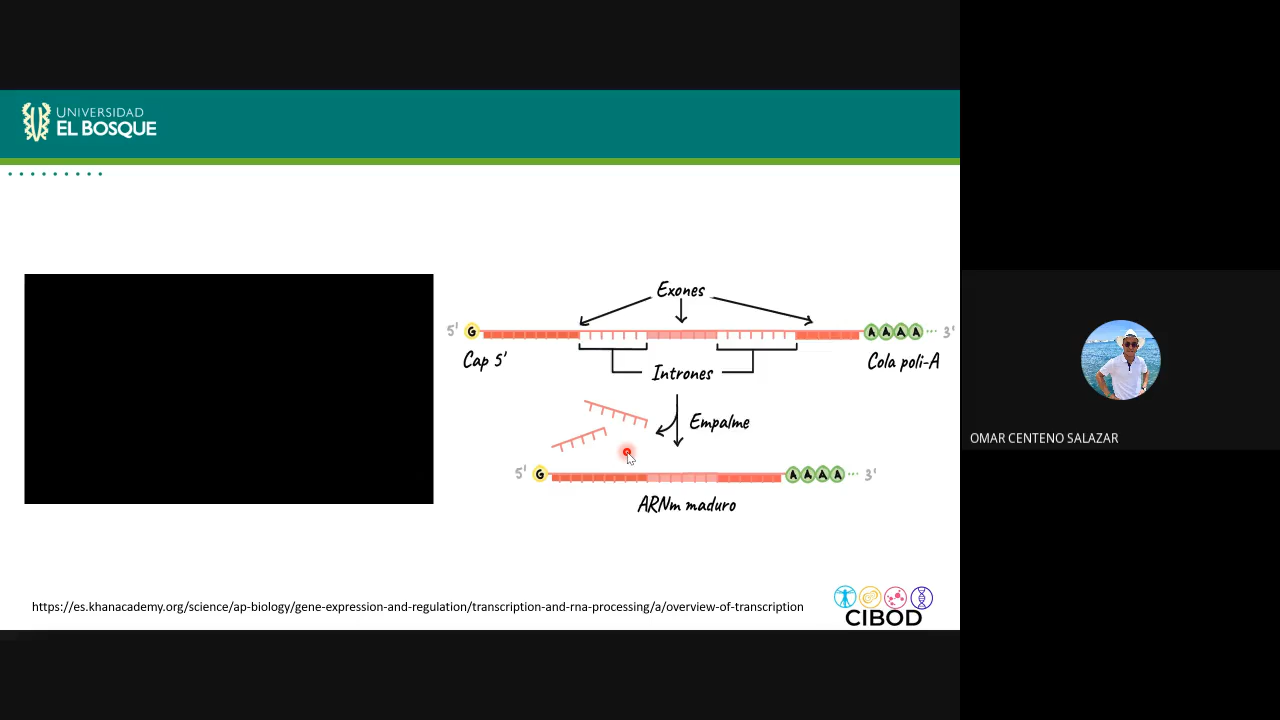 UNIVERSIDAD
EL BOSQUE
Exones
5' G A A A A ... 3'
Cap 5' Intrones Cola poli-A
Empalme
5' G A A A A ... 3'
ARNm maduro
https://es.khanacademy.org/science/ap-biology/gene-expression-and-regulation/transcription-and-rna-processing/a/overview-of-transcription
CIBOD
OMAR CENTENO SALAZAR